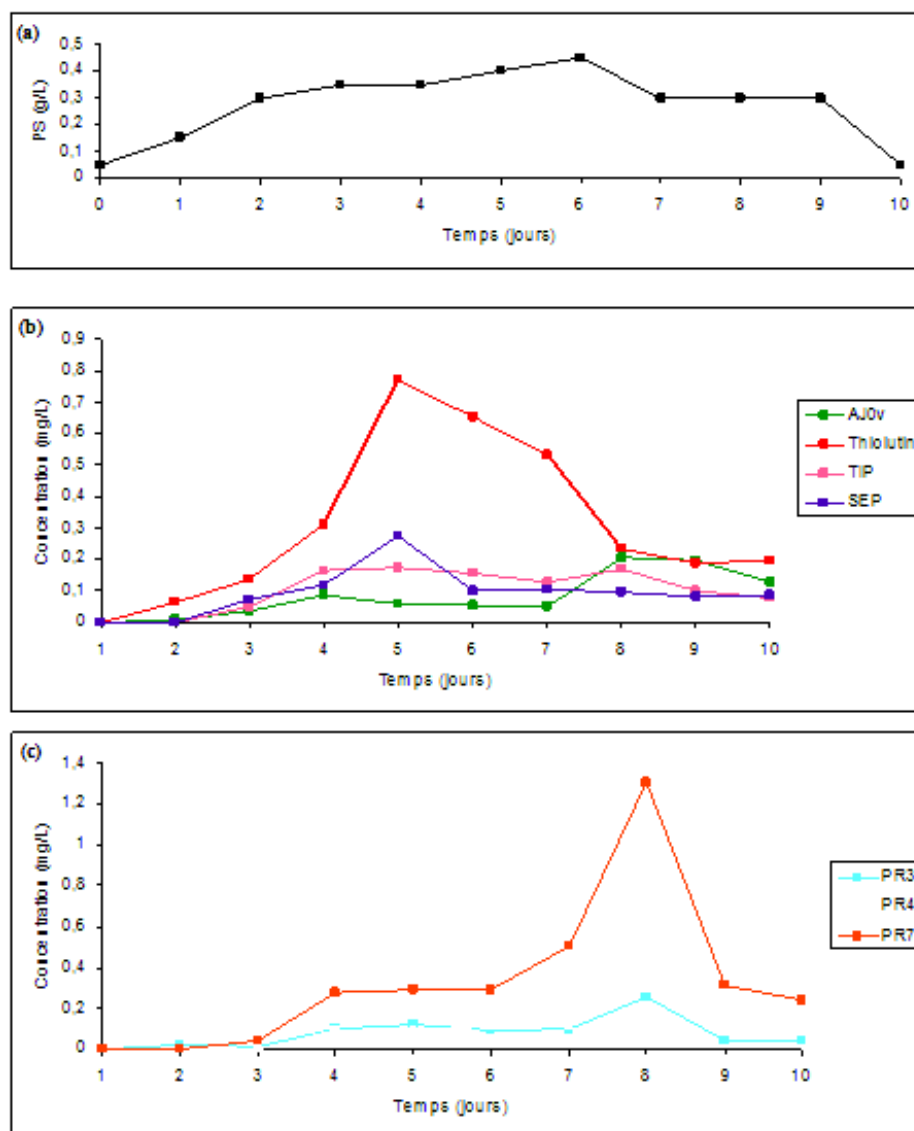 (a)
PS (g/L)
0,5
0,4
0,3
0,2
0,1
0
0 1 2 3 4 5 6 7 8 9 10
Temps (jours)
(b)
Concentration (mg/L)
0,9
0,8
0,7
0,6
0,5
0,4
0,3
0,2
0,1
0
1 2 3 4 5 6 7 8 9 10
Temps (jours)
AJ0v
Thiolutin
TIP
SEP
(c)
Concentration (mg/L)
1,4
1,2
1
0,8
0,6
0,4
0,2
0
1 2 3 4 5 6 7 8 9 10
Temps (jours)
PR3
PR4
PR7